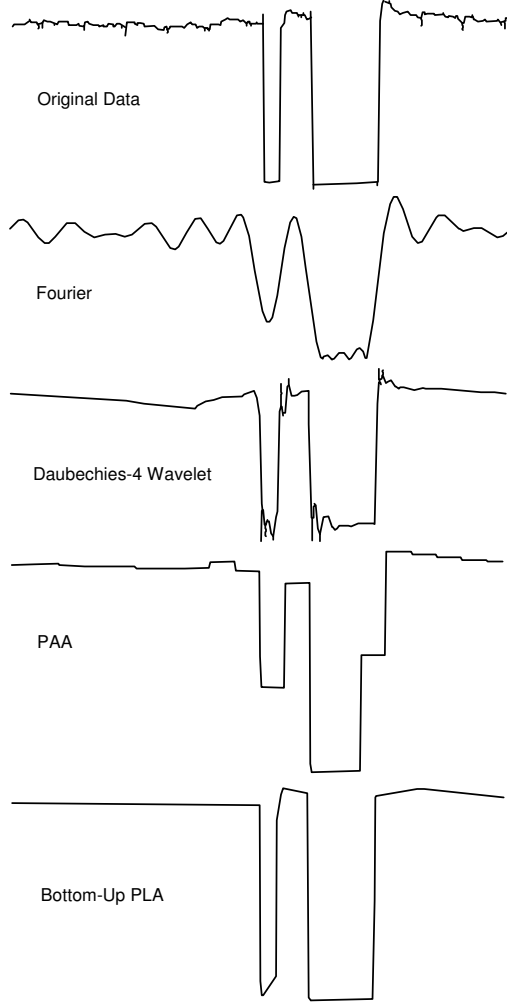 Original Data
Fourier
Daubechies-4 Wavelet
PAA
Bottom-Up PLA